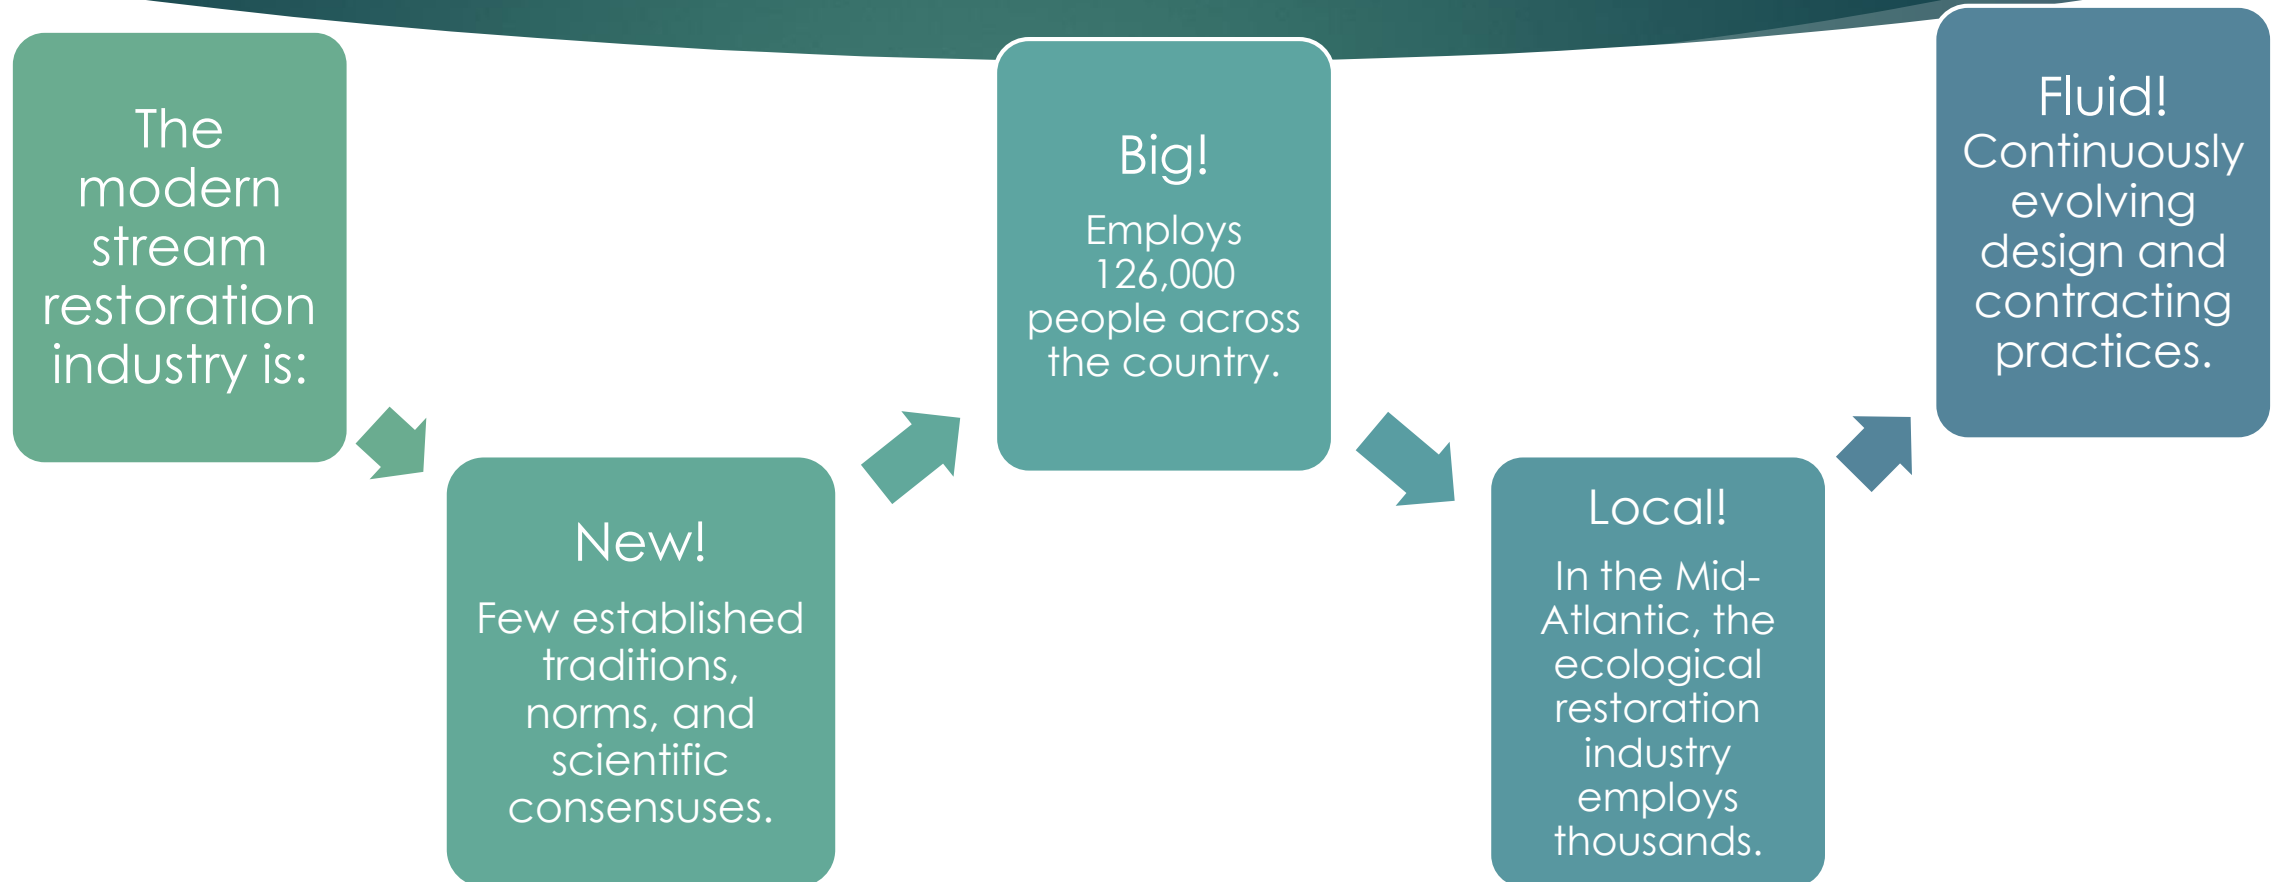 The
modern
stream
restoration
industry is:
New!
Few established
traditions,
norms, and
scientific
consensuses.
Big!
Employs
126,000
people across
the country.
Local!
In the Mid-
Atlantic, the
ecological
restoration
industry
employs
thousands.
Fluid!
Continuously
evolving
design and
contracting
practices.